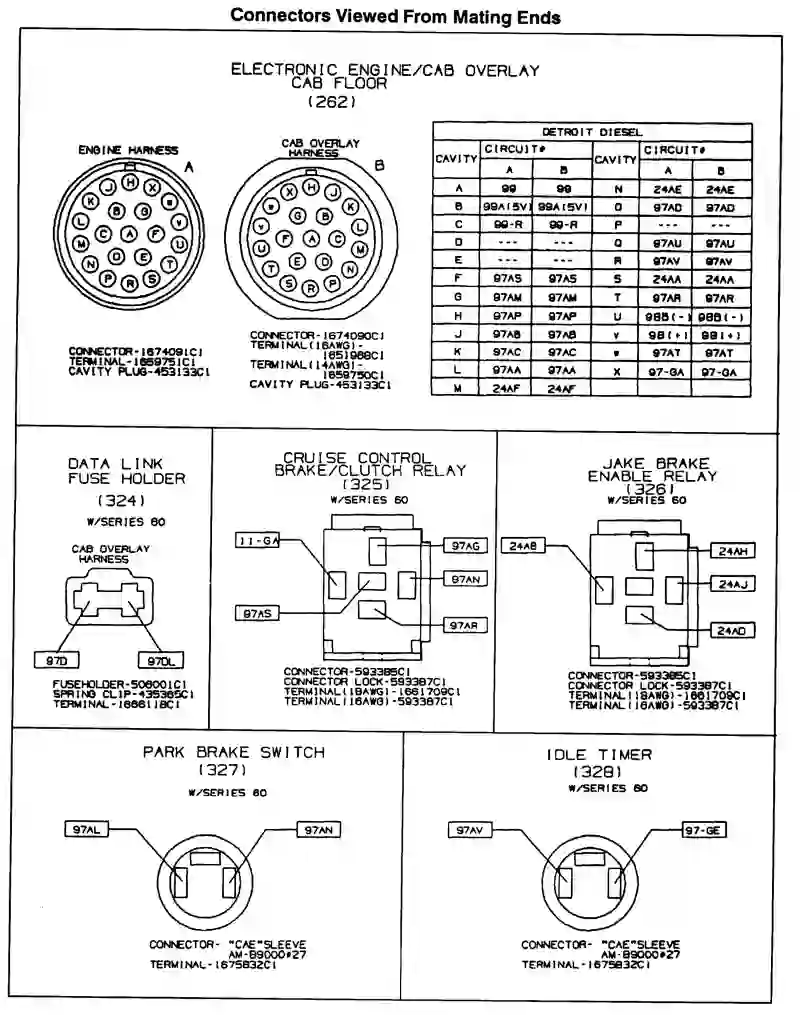 Connectors Viewed From Mating Ends
ELECTRONIC ENGINE/CAB OVERLAY
CAB FLOOR
(262)
ENGINE HARNESS
A
H
J X
K W
B G
L V
M C A F U
N D E T
P R S
CONNECTOR-1674091C1
TERMINAL-1659751C1
CAVITY PLUG-453133C1
CAB OVERLAY
HARNESS
B
H
X J
W K
G B
V L
U F A C M
T E D N
S R P
CONNECTOR-1674090C1
TERMINAL(16AWG)-
1651968C1
TERMINAL(14AWG)-
1659750C1
CAVITY PLUG-453133C1
DETROIT DIESEL
CAVITY CIRCUIT# CAVITY CIRCUIT#
A B A B
A 99 99 N 24AE 24AE
B 99A(5V) 99A(5V) O 97AD 97AD
C 99-R 99-R P --- ---
D --- --- Q 97AU 97AU
E --- --- R 97AV 97AV
F 97AS 97AS S 24AA 24AA
G 97AM 97AM T 97AR 97AR
H 97AP 97AP U 98B(-) 98B(-)
J 97AB 97AB V 98(+) 98(+)
K 97AC 97AC W 97AT 97AT
L 97AA 97AA X 97-GA 97-GA
M 24AF 24AF
DATA LINK
FUSE HOLDER
(324)
W/SERIES 60
CAB OVERLAY
HARNESS
97D 97DL
FUSEHOLDER-506001C1
SPRING CLIP-435365C1
TERMINAL-1666118C1
CRUISE CONTROL
BRAKE/CLUTCH RELAY
(325)
W/SERIES 60
11-GA 97AG
97AN
97AS
97AR
CONNECTOR-593385C1
CONNECTOR LOCK-593387C1
TERMINAL(18AWG)-1661709C1
TERMINAL(16AWG)-593387C1
JAKE BRAKE
ENABLE RELAY
(326)
W/SERIES 60
24AB 24AH
24AJ
24AD
CONNECTOR-593385C1
CONNECTOR LOCK-593387C1
TERMINAL(18AWG)-1661709C1
TERMINAL(16AWG)-593387C1
PARK BRAKE SWITCH
(327)
W/SERIES 60
97AL 97AN
CONNECTOR- "CAE"SLEEVE
AM-B9000#27
TERMINAL-1675832C1
IDLE TIMER
(328)
W/SERIES 60
97AV 97-GE
CONNECTOR- "CAE"SLEEVE
AM-B9000#27
TERMINAL-1675832C1